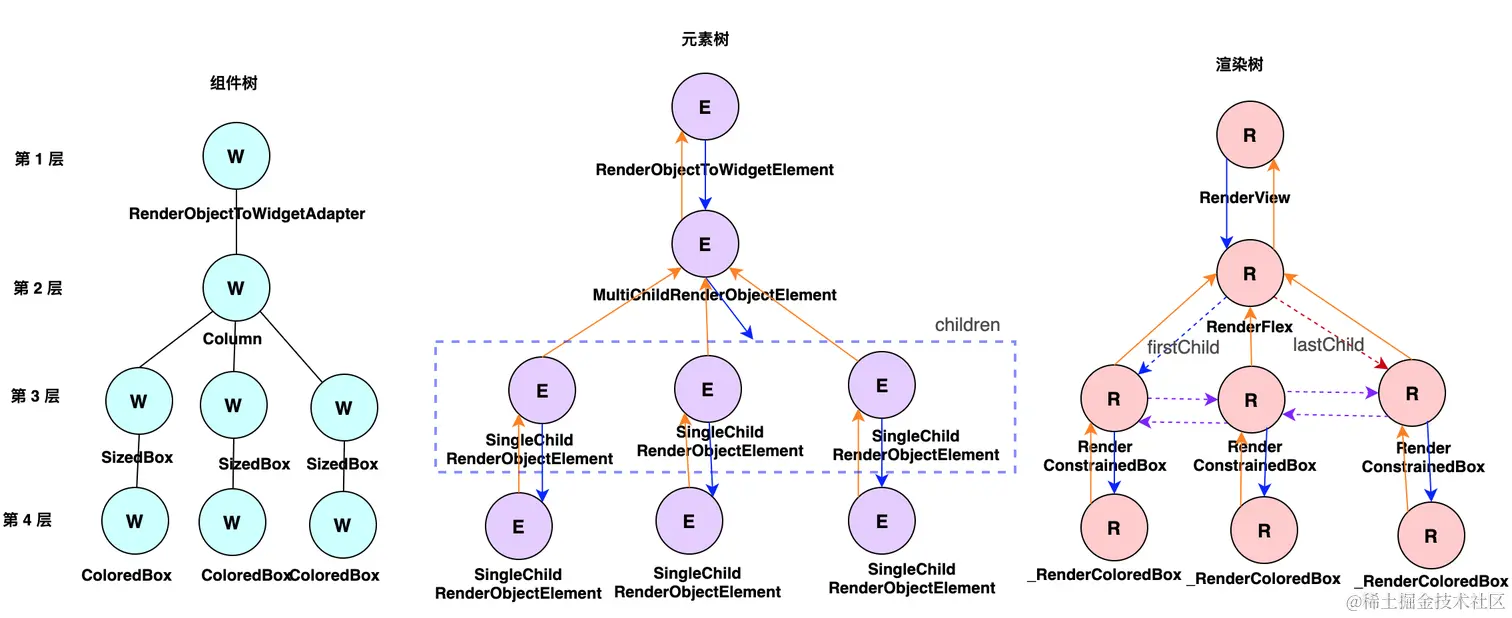 组件树
元素树
渲染树
第 1 层
第 2 层
第 3 层
第 4 层
W
RenderObjectToWidgetAdapter
W
Column
W
W
W
SizedBox
SizedBox
SizedBox
W
W
W
ColoredBox
ColoredBox
ColoredBox
E
RenderObjectToWidgetElement
E
MultiChildRenderObjectElement
children
E
E
E
SingleChild
RenderObjectElement
SingleChild
RenderObjectElement
SingleChild
RenderObjectElement
E
E
E
SingleChild
RenderObjectElement
SingleChild
RenderObjectElement
SingleChild
RenderObjectElement
R
RenderView
R
RenderFlex
firstChild
lastChild
R
R
R
Render
ConstrainedBox
Render
ConstrainedBox
Render
ConstrainedBox
R
R
R
_RenderColoredBox
_RenderColoredBox
_RenderColoredBox
@稀土掘金技术社区